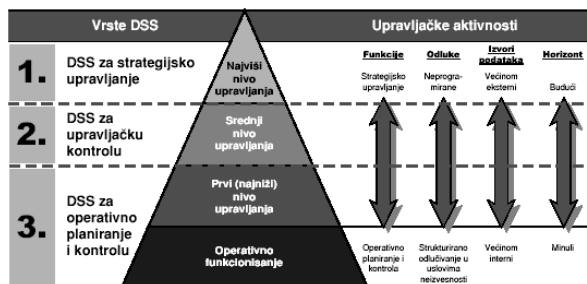 Vrste DSS
Upravljačke aktivnosti
1.
DSS za strategijsko
upravljanje
Najviši
nivo
upravljanja
Funkcije
Odluke
Izvori
podataka
Horizont
Strategijsko
upravljanje
Neprogra-
mirane
Većinom
eksterni
Budući
2.
DSS za
upravljačku
kontrolu
Srednji
nivo
upravljanja
3.
DSS za
operativno
planiranje
i kontrolu
Prvi (najniži)
nivo
upravljanja
Operativno
funkcionisanje
Operativno
planiranje i
kontrola
Strukturirano
odlučivanje u
uslovima
neizvesnosti
Većinom
interni
Minuli